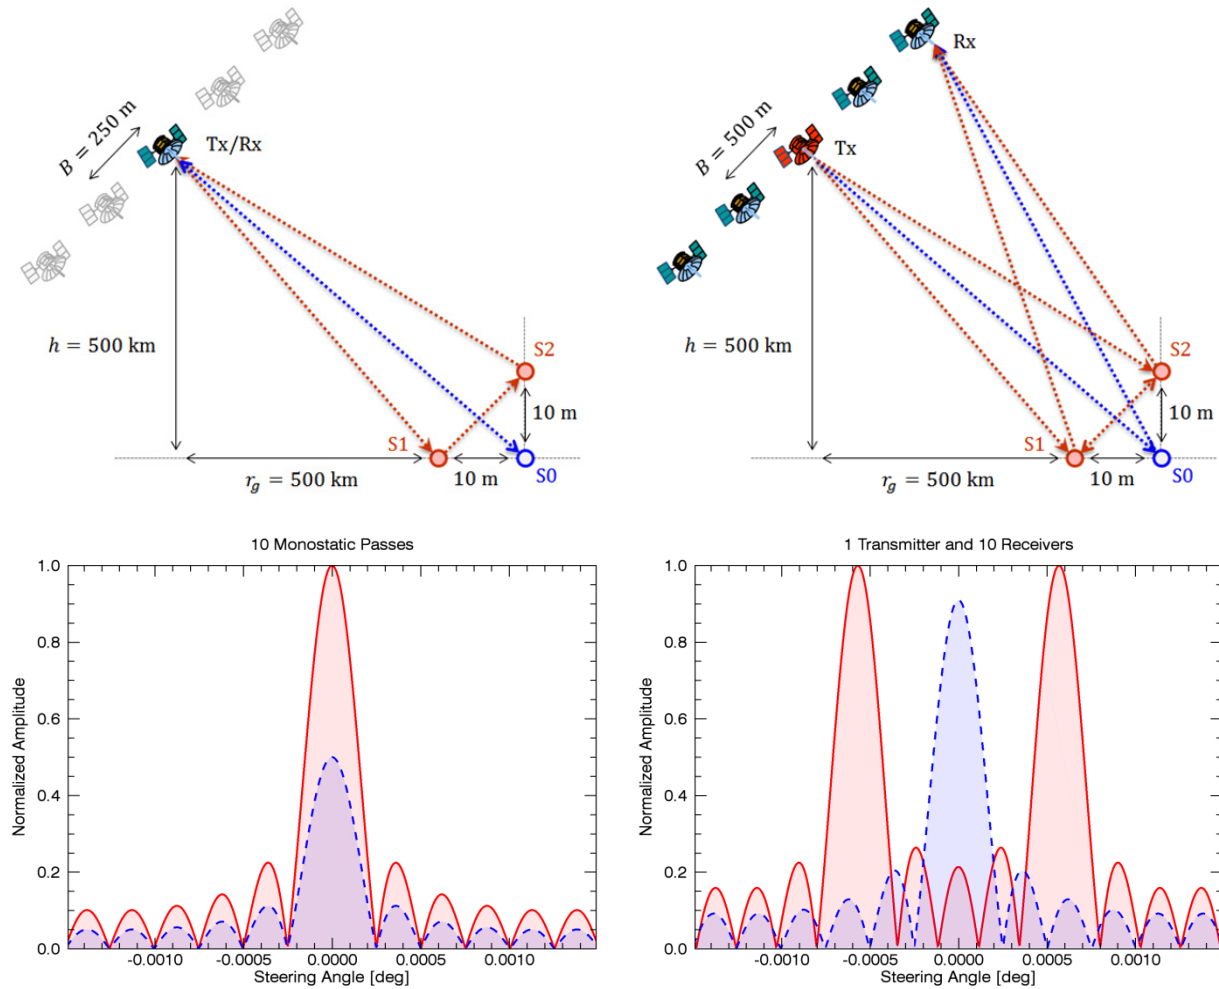 B = 250 m
Tx/Rx
h = 500 km
S2
10 m
S1
S0
r_g = 500 km
10 m
Rx
B = 500 m
Tx
h = 500 km
S2
10 m
S1
S0
r_g = 500 km
10 m
10 Monostatic Passes
Normalized Amplitude
1.0
0.8
0.6
0.4
0.2
0.0
-0.0010 -0.0005 0.0000 0.0005 0.0010
Steering Angle [deg]
1 Transmitter and 10 Receivers
Normalized Amplitude
1.0
0.8
0.6
0.4
0.2
0.0
-0.0010 -0.0005 0.0000 0.0005 0.0010
Steering Angle [deg]